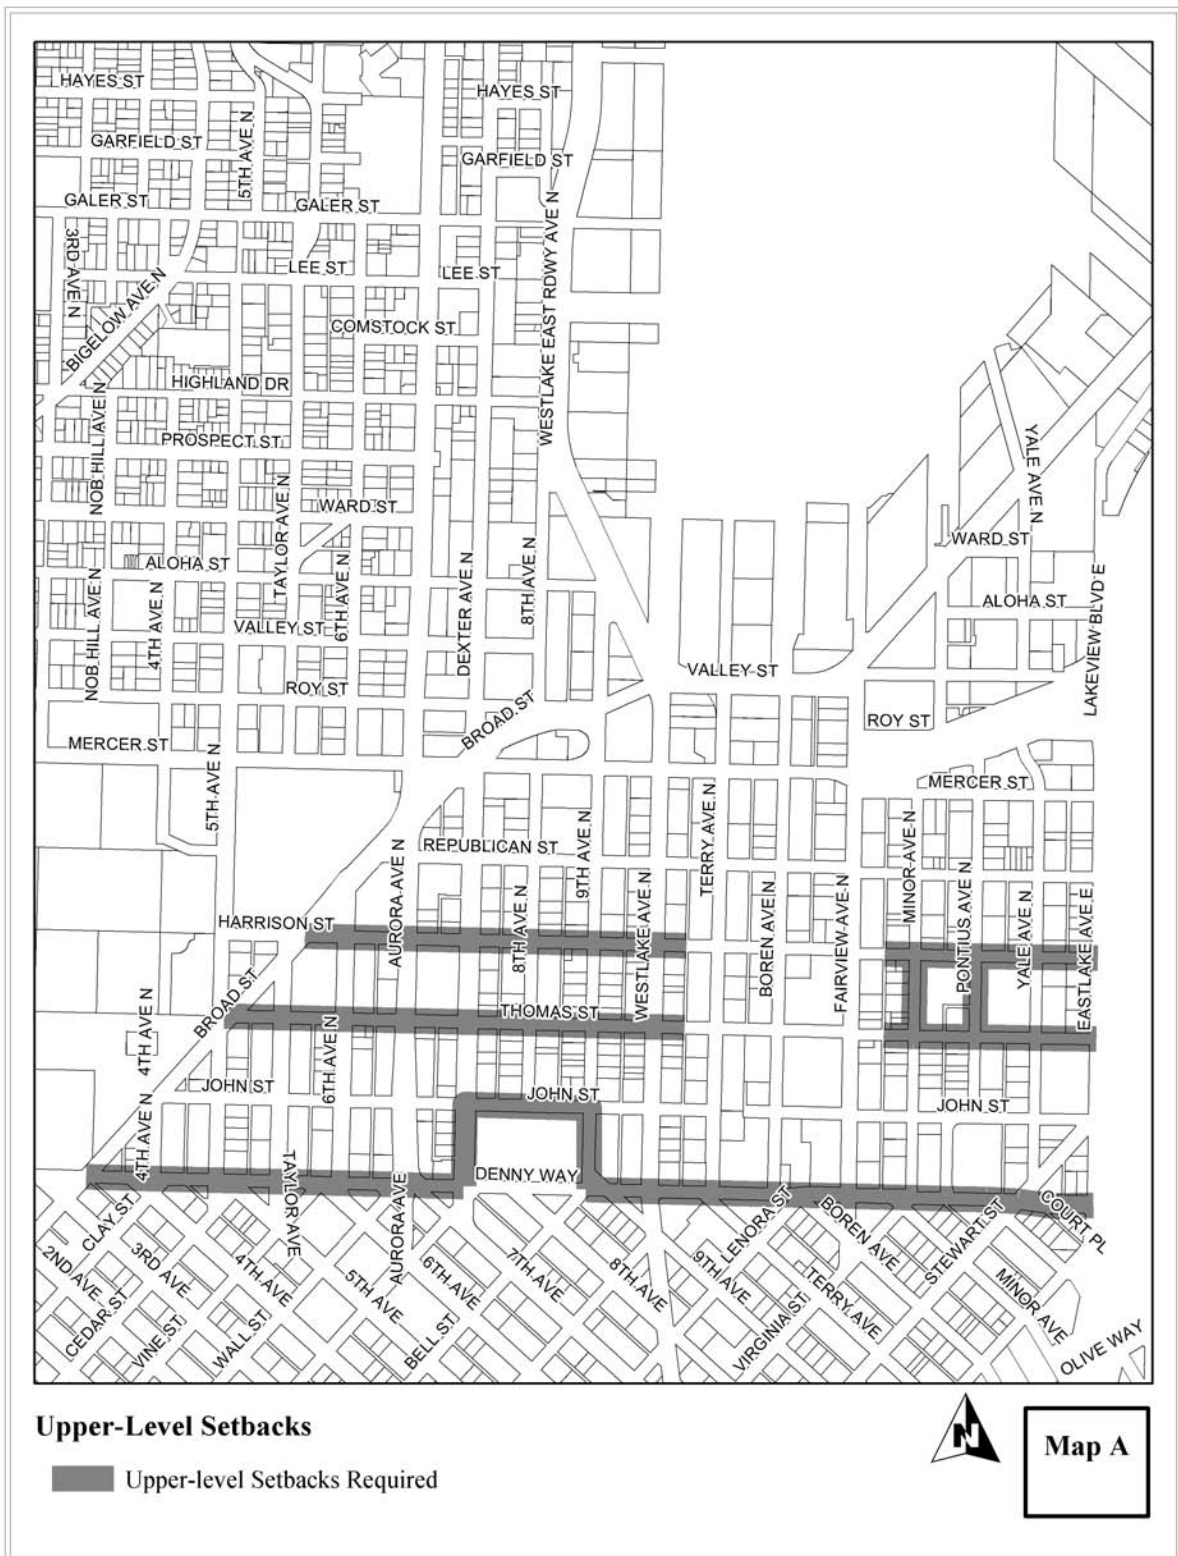 HAYES ST
HAYES ST
GARFIELD ST
5TH AVE N
GARFIELD ST
GALER ST
GALER ST
3RD AVE N
WESTLAKE EAST RDWY AVE N
LEE ST
LEE ST
BIGELOW AVE N
COMSTOCK ST
HIGHLAND DR
NOB HILL AVE N
PROSPECT ST
YALE AVE N
TAYLOR AVE N
WARD ST
WARD ST
ALOHA ST
6TH AVE N
DEXTER AVE N
8TH AVE N
NOB HILL AVE N
4TH AVE N
ALOHA ST
LAKEVIEW BLVD E
VALLEY ST
VALLEY ST
ROY ST
BROAD ST
ROY ST
MERCER ST
5TH AVE N
MERCER ST
9TH AVE N
TERRY AVE N
MINOR AVE N
REPUBLICAN ST
AURORA AVE N
8TH AVE N
WESTLAKE AVE N
BOREN AVE N
FAIRVIEW AVE N
PONTIUS AVE N
YALE AVE N
EASTLAKE AVE E
HARRISON ST
BROAD ST
4TH AVE N
THOMAS ST
6TH AVE N
JOHN ST
JOHN ST
JOHN ST
4TH AVE N
TAYLOR AVE
AURORA AVE
DENNY WAY
CLAY ST
LENORA ST
BOREN AVE
STEWART ST
COURT PL
2ND AVE
3RD AVE
4TH AVE
5TH AVE
6TH AVE
7TH AVE
8TH AVE
9TH AVE
TERRY AVE
MINOR AVE
CEDAR ST
VINE ST
WALL ST
BELL ST
VIRGINIA ST
OLIVE WAY
Upper-Level Setbacks
Upper-level Setbacks Required
N
Map A